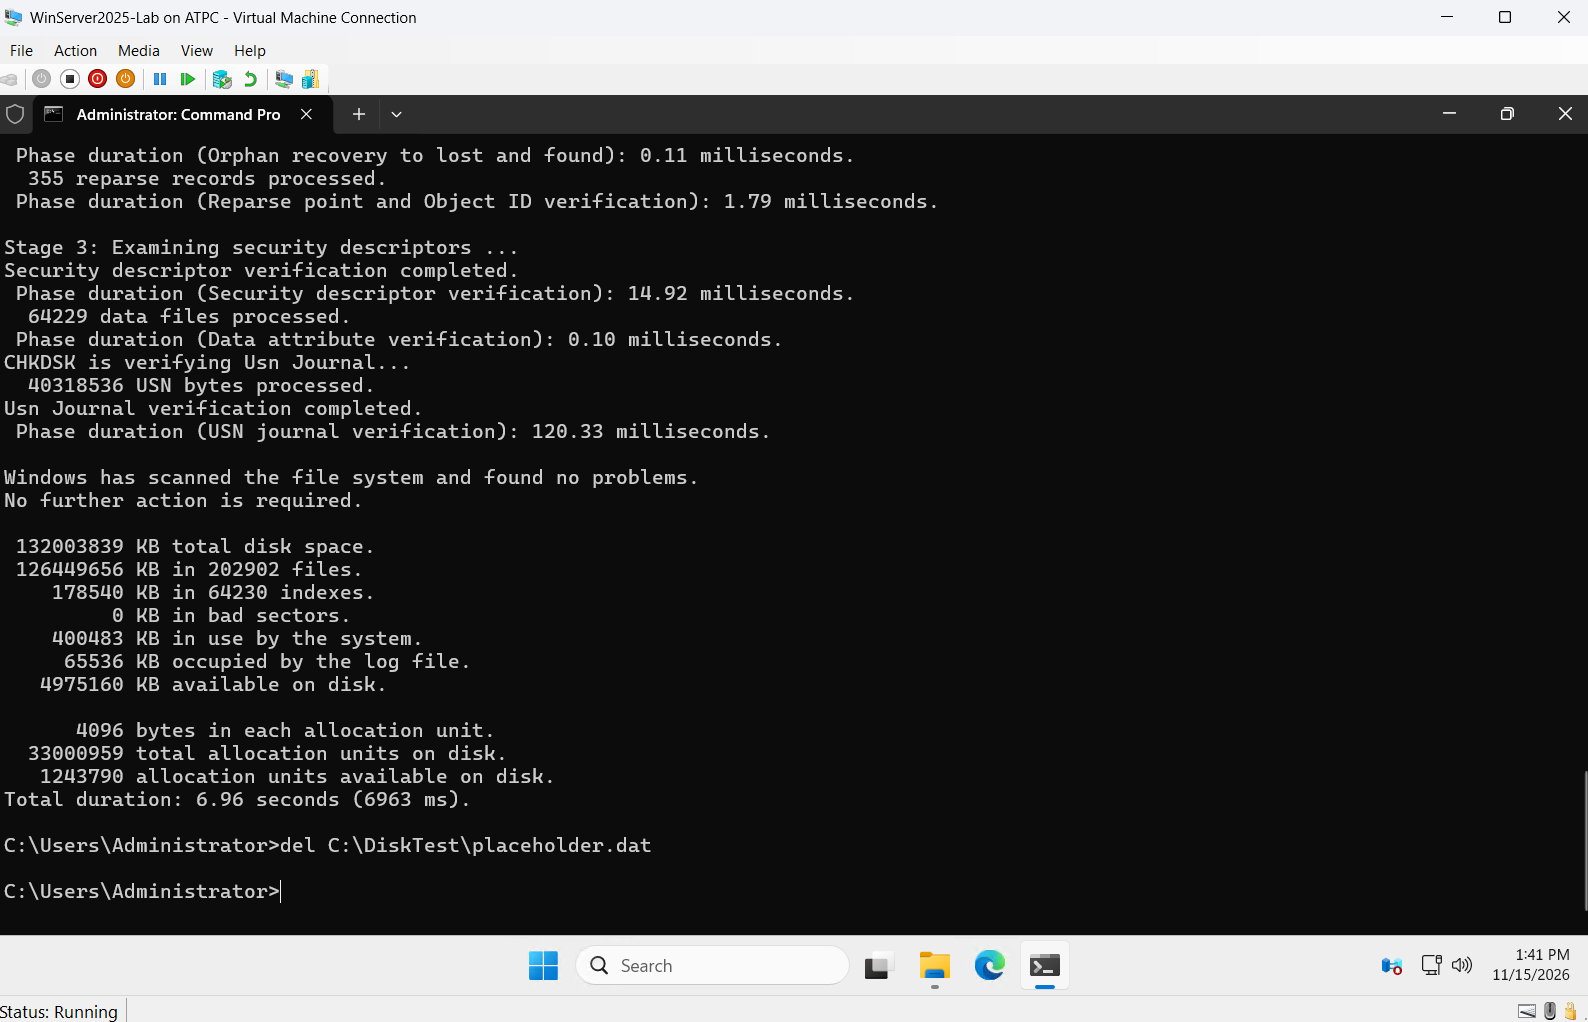 WinServer2025-Lab on ATPC - Virtual Machine Connection
File Action Media View Help
Administrator: Command Pro
Phase duration (Orphan recovery to lost and found): 0.11 milliseconds.
355 reparse records processed.
Phase duration (Reparse point and Object ID verification): 1.79 milliseconds.
Stage 3: Examining security descriptors ...
Security descriptor verification completed.
Phase duration (Security descriptor verification): 14.92 milliseconds.
64229 data files processed.
Phase duration (Data attribute verification): 0.10 milliseconds.
CHKDSK is verifying Usn Journal...
40318536 USN bytes processed.
Usn Journal verification completed.
Phase duration (USN journal verification): 120.33 milliseconds.
Windows has scanned the file system and found no problems.
No further action is required.
132003839 KB total disk space.
126449656 KB in 202902 files.
178540 KB in 64230 indexes.
0 KB in bad sectors.
400483 KB in use by the system.
65536 KB occupied by the log file.
4975160 KB available on disk.
4096 bytes in each allocation unit.
33000959 total allocation units on disk.
1243790 allocation units available on disk.
Total duration: 6.96 seconds (6963 ms).
C:\Users\Administrator>del C:\DiskTest\placeholder.dat
C:\Users\Administrator>
Search
1:41 PM
11/15/2026
Status: Running